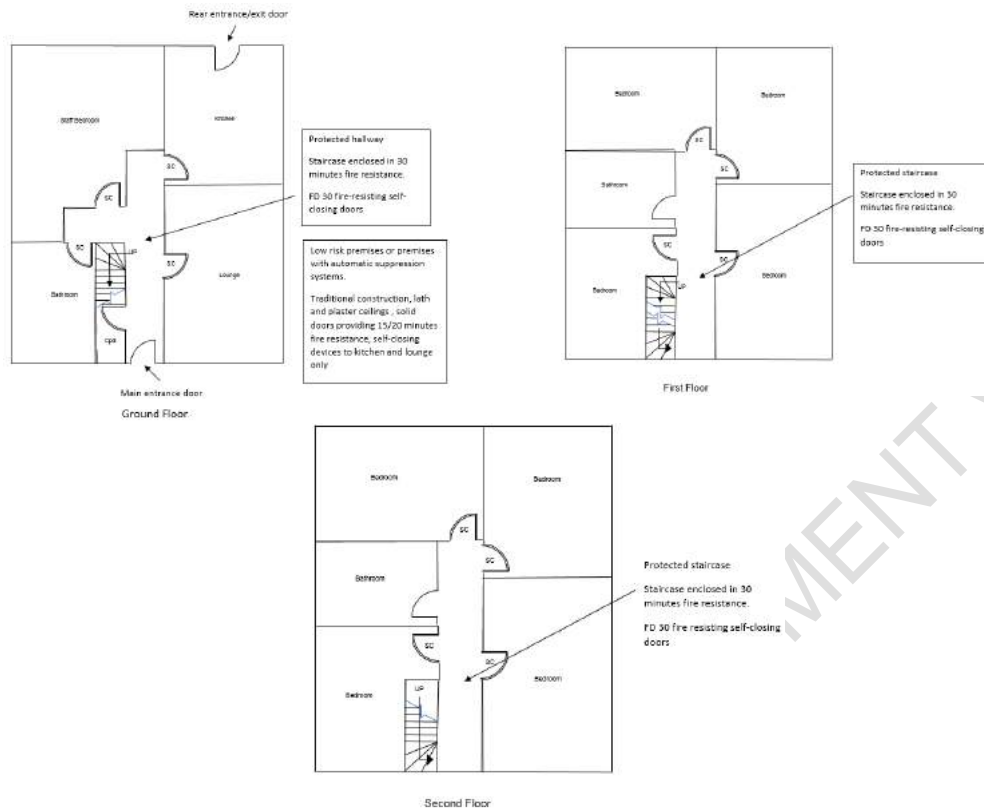 Rear entrance/exit door
Staff Bedroom
Kitchen
SC
SC
SC
SC
UP
Bedroom
Lounge
Cpd
Main entrance door
Ground Floor
Protected hallway
Staircase enclosed in 30
minutes fire resistance.
FD 30 fire-resisting self-
closing doors
Low risk premises or premises
with automatic suppression
systems.
Traditional construction, lath
and plaster ceilings , solid
doors providing 15/20 minutes
fire resistance, self-closing
devices to kitchen and lounge
only
Bedroom
Bedroom
SC
SC
Bathroom
SC
SC
Bedroom
UP
Bedroom
First Floor
Protected staircase
Staircase enclosed in 30
minutes fire resistance.
FD 30 fire-resisting self-closing
doors
Bedroom
Bedroom
SC
SC
Bathroom
SC
SC
Bedroom
UP
Bedroom
Second Floor
Protected staircase
Staircase enclosed in 30
minutes fire resistance.
FD 30 fire resisting self-closing
doors
MENT